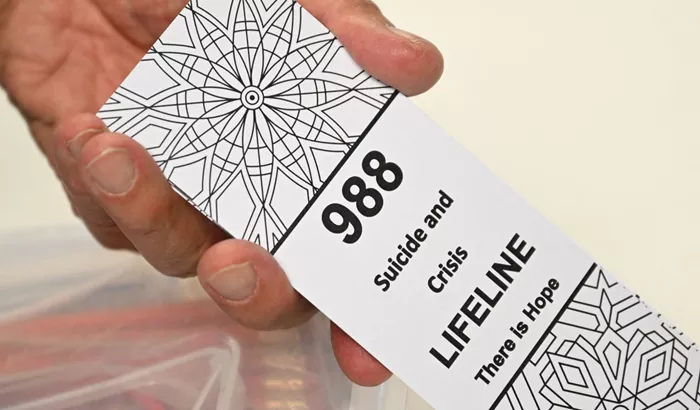 988
Suicide and
Crisis
LIFELINE
There is Hope